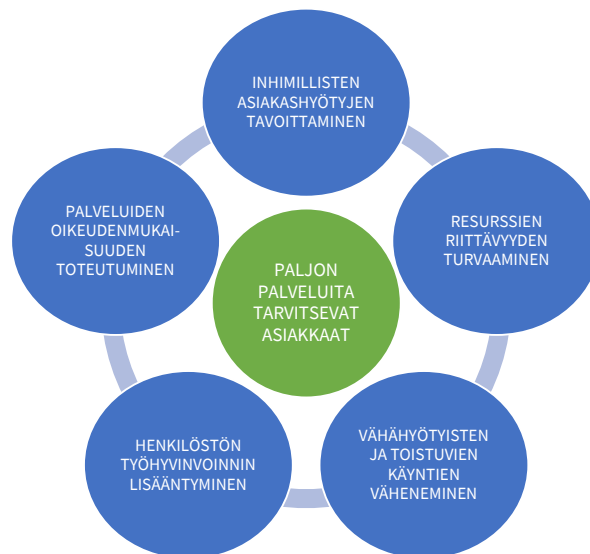 INHIMILLISTEN
ASIAKASHYÖTYJEN
TAVOITTAMINEN
RESURSSIEN
RIITTÄVYYDEN
TURVAAMINEN
VÄHÄHYÖTYISTEN
JA TOISTUVIEN
KÄYNTIEN
VÄHENEMINEN
HENKILÖSTÖN
TYÖHYVINVOINNIN
LISÄÄNTYMINEN
PALVELUIDEN
OIKEUDENMUKAI-
SUUDEN
TOTEUTUMINEN
PALJON
PALVELUITA
TARVITSEVAT
ASIAKKAAT